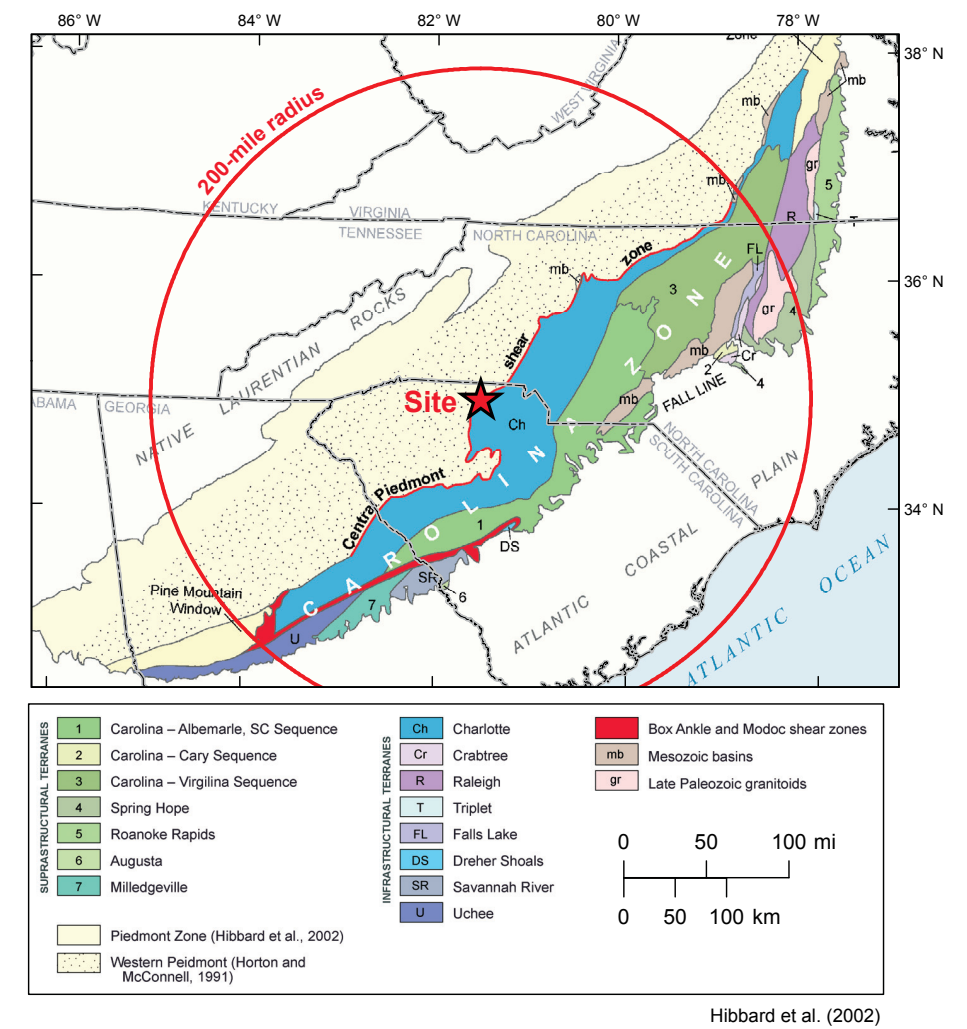 86° W
84° W
82° W
80° W
78° W
38° N
36° N
34° N
Zone
mb
mb
WEST VIRGINIA
200-mile radius
KENTUCKY
VIRGINIA
TENNESSEE
NORTH CAROLINA
mb
gr
5
R
T
FL
zone
mb
3
gr
4
ROCKS
LAURENTIAN
NATIVE
shear
mb
2
Cr
4
FALL LINE
mb
Site
Ch
ABAMA
GEORGIA
NORTH CAROLINA
SOUTH CAROLINA
Central Piedmont
CAROLINA ZONE
1
DS
SR
6
7
U
Pine Mountain
Window
ATLANTIC
COASTAL
PLAIN
ATLANTIC OCEAN
SUPRASTRUCTURAL TERRANES
1 Carolina – Albemarle, SC Sequence
2 Carolina – Cary Sequence
3 Carolina – Virgilina Sequence
4 Spring Hope
5 Roanoke Rapids
6 Augusta
7 Milledgeville
Piedmont Zone (Hibbard et al., 2002)
Western Peidmont (Horton and
McConnell, 1991)
INFRASTRUCTURAL TERRANES
Ch Charlotte
Cr Crabtree
R Raleigh
T Triplet
FL Falls Lake
DS Dreher Shoals
SR Savannah River
U Uchee
Box Ankle and Modoc shear zones
mb Mesozoic basins
gr Late Paleozoic granitoids
0 50 100 mi
0 50 100 km
Hibbard et al. (2002)